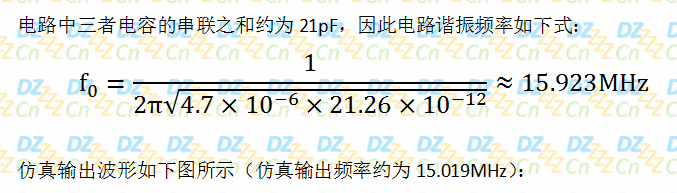 电路中三者电容的串联之和约为 21pF，因此电路谐振频率如下式：
f₀ = 1 / (2π√(4.7 × 10⁻⁶ × 21.26 × 10⁻¹²)) ≈ 15.923MHz
仿真输出波形如下图所示（仿真输出频率约为 15.019MHz）：